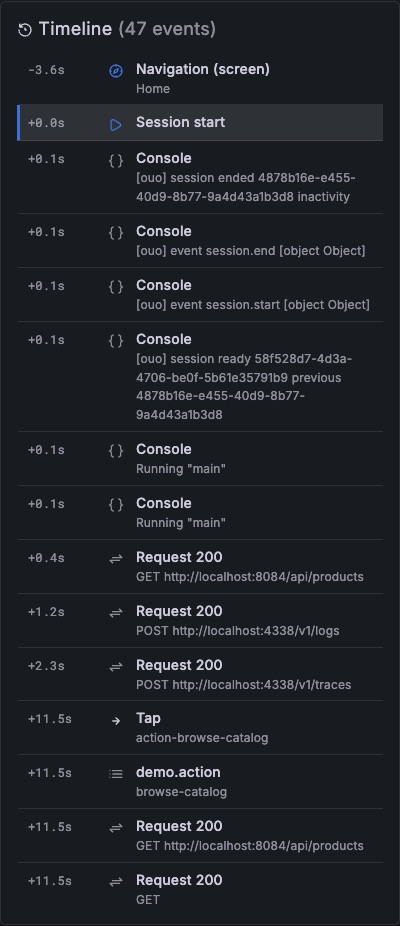 Timeline (47 events)
-3.6s Navigation (screen)
Home
+0.0s Session start
+0.1s Console
[ouo] session ended 4878b16e-e455-
40d9-8b77-9a4d43a1b3d8 inactivity
+0.1s Console
[ouo] event session.end [object Object]
+0.1s Console
[ouo] event session.start [object Object]
+0.1s Console
[ouo] session ready 58f528d7-4d3a-
4706-be0f-5b61e35791b9 previous
4878b16e-e455-40d9-8b77-
9a4d43a1b3d8
+0.1s Console
Running "main"
+0.1s Console
Running "main"
+0.4s Request 200
GET http://localhost:8084/api/products
+1.2s Request 200
POST http://localhost:4338/v1/logs
+2.3s Request 200
POST http://localhost:4338/v1/traces
+11.5s Tap
action-browse-catalog
+11.5s demo.action
browse-catalog
+11.5s Request 200
GET http://localhost:8084/api/products
+11.5s Request 200
GET